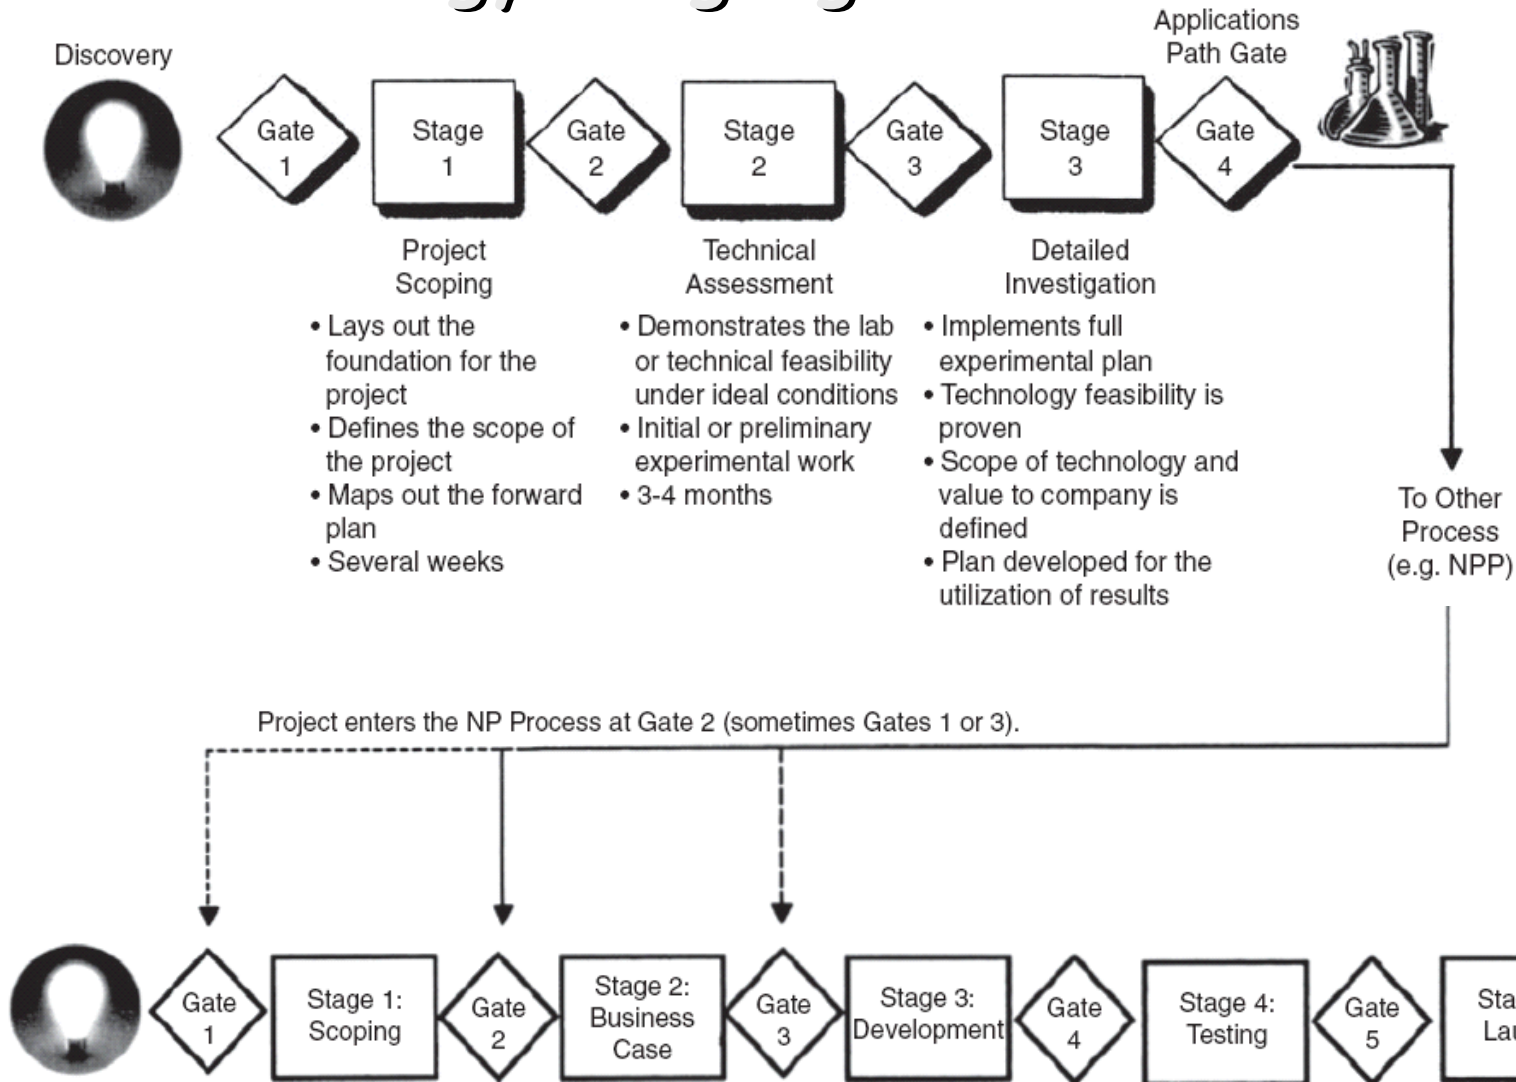 Discovery
Gate
1
Stage
1
Gate
2
Stage
2
Gate
3
Stage
3
Applications
Path Gate
Gate
4
Project
Scoping
• Lays out the
foundation for the
project
• Defines the scope of
the project
• Maps out the forward
plan
• Several weeks
Technical
Assessment
• Demonstrates the lab
or technical feasibility
under ideal conditions
• Initial or preliminary
experimental work
• 3-4 months
Detailed
Investigation
• Implements full
experimental plan
• Technology feasibility is
proven
• Scope of technology and
value to company is
defined
• Plan developed for the
utilization of results
To Other
Process
(e.g. NPP)
Project enters the NP Process at Gate 2 (sometimes Gates 1 or 3).
Gate
1
Stage 1:
Scoping
Gate
2
Stage 2:
Business
Case
Gate
3
Stage 3:
Development
Gate
4
Stage 4:
Testing
Gate
5